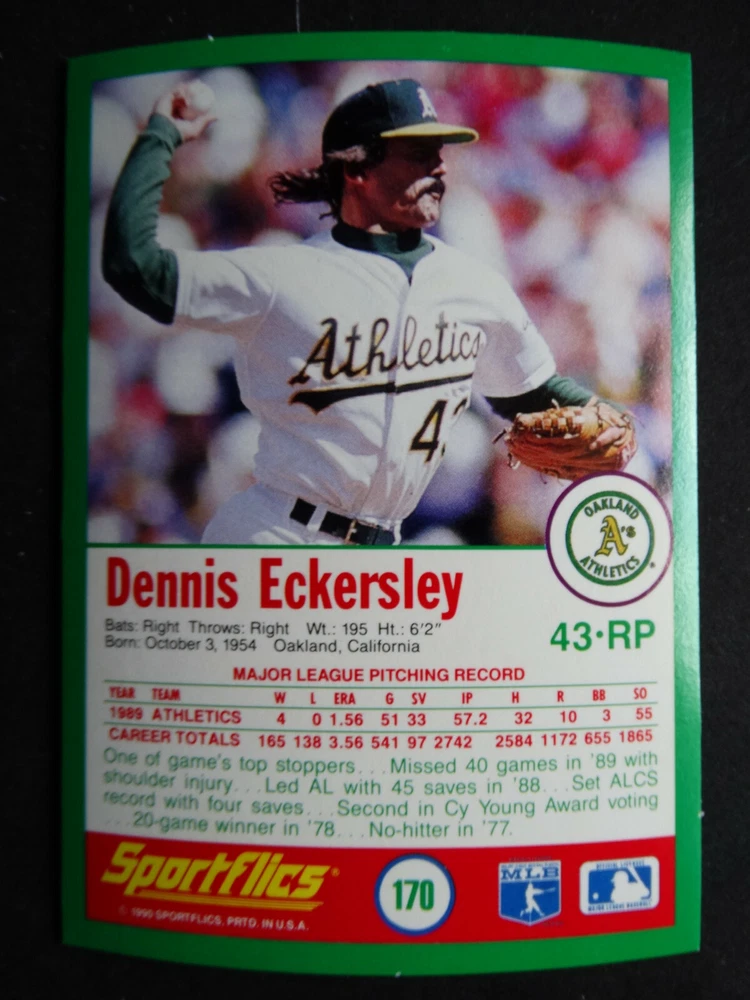 A
Athletics
43
OAKLAND
A's
ATHLETICS
Dennis Eckersley
Bats: Right Throws: Right Wt.: 195 Ht.: 6'2"
Born: October 3, 1954 Oakland, California
43•RP
MAJOR LEAGUE PITCHING RECORD
YEAR TEAM W L ERA G SV IP H R BB SO
1989 ATHLETICS 4 0 1.56 51 33 57.2 32 10 3 55
CAREER TOTALS 165 138 3.56 541 97 2742 2584 1172 655 1865
One of game's top stoppers...Missed 40 games in '89 with
shoulder injury...Led AL with 45 saves in '88...Set ALCS
record with four saves...Second in Cy Young Award voting
...20-game winner in '78...No-hitter in '77.
Sportflics®
© 1990 SPORTFLICS, PRTD. IN U.S.A.
170
MLB
MAJOR LEAGUE BASEBALL